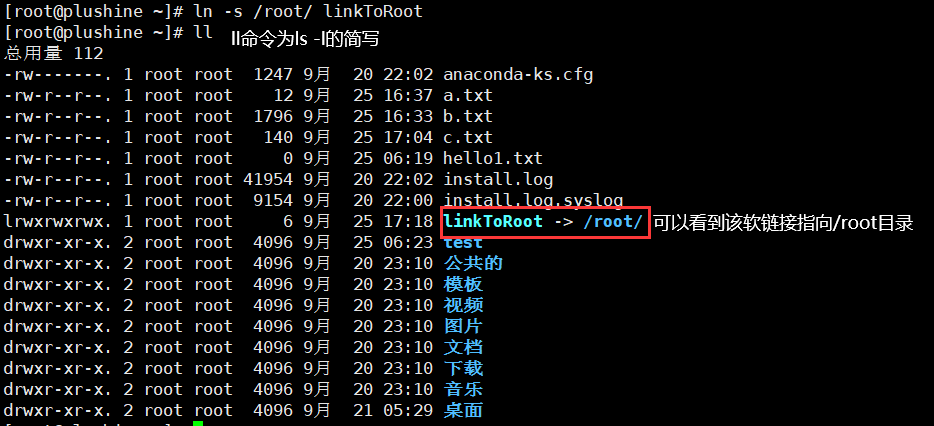 [root@plushine ~]# ln -s /root/ linkToRoot
[root@plushine ~]# ll ll命令为ls -l的简写
总用量 112
-rw-------. 1 root root  1247 9月  20 22:02 anaconda-ks.cfg
-rw-r--r--. 1 root root    12 9月  25 16:37 a.txt
-rw-r--r--. 1 root root  1796 9月  25 16:33 b.txt
-rw-r--r--. 1 root root   140 9月  25 17:04 c.txt
-rw-r--r--. 1 root root     0 9月  25 06:19 hello1.txt
-rw-r--r--. 1 root root 41954 9月  20 22:02 install.log
-rw-r--r--. 1 root root  9154 9月  20 22:00 install.log.syslog
lrwxrwxrwx. 1 root root     6 9月  25 17:18 linkToRoot -> /root/ 可以看到该软链接指向/root目录
drwxr-xr-x. 2 root root  4096 9月  25 06:23 test
drwxr-xr-x. 2 root root  4096 9月  20 23:10 公共的
drwxr-xr-x. 2 root root  4096 9月  20 23:10 模板
drwxr-xr-x. 2 root root  4096 9月  20 23:10 视频
drwxr-xr-x. 2 root root  4096 9月  20 23:10 图片
drwxr-xr-x. 2 root root  4096 9月  20 23:10 文档
drwxr-xr-x. 2 root root  4096 9月  20 23:10 下载
drwxr-xr-x. 2 root root  4096 9月  20 23:10 音乐
drwxr-xr-x. 2 root root  4096 9月  21 05:29 桌面